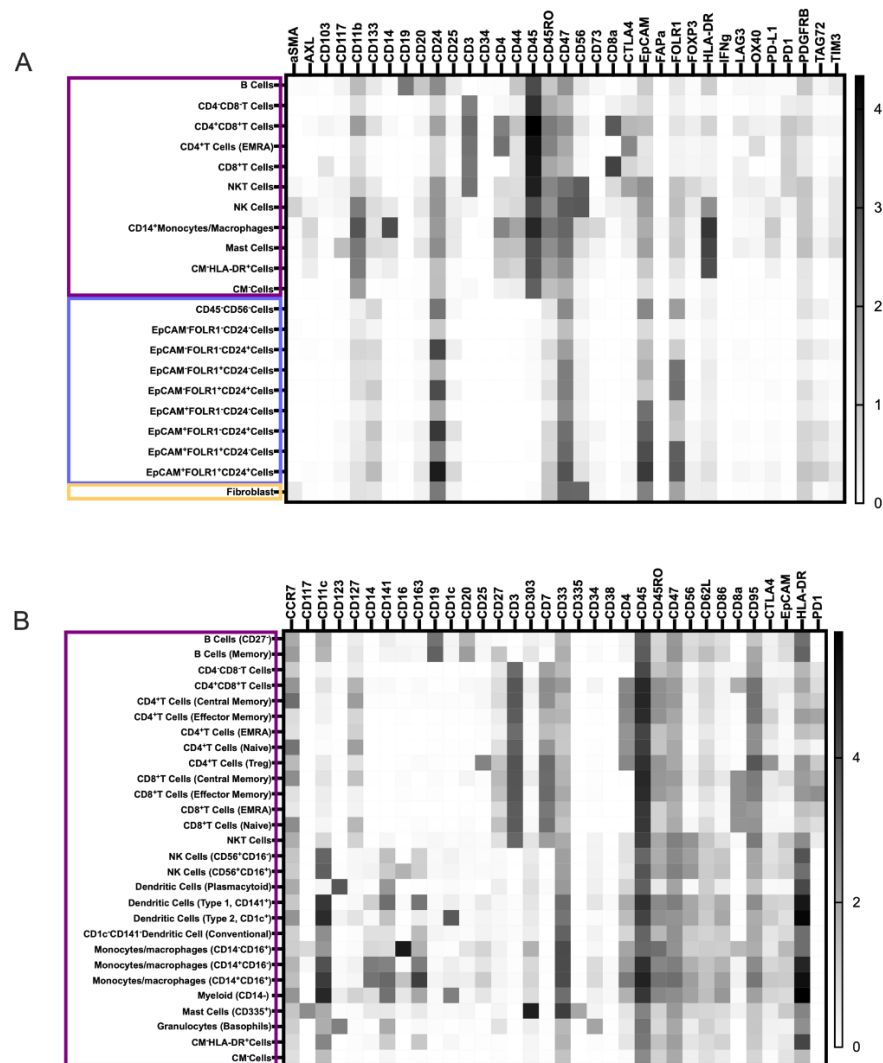 A
aSMA
AXL
CD103
CD117
CD11b
CD133
CD14
CD19
CD20
CD24
CD25
CD3
CD34
CD4
CD44
CD45
CD45RO
CD47
CD56
CD73
CD8a
CTLA4
EpCAM
FAPa
FOLR1
FOXP3
HLA-DR
IFNg
LAG3
OX40
PD-L1
PD1
PDGFRB
TAG72
TIM3
B Cells
CD4⁻CD8⁻T Cells
CD4⁺CD8⁺T Cells
CD4⁺T Cells (EMRA)
CD8⁺T Cells
NKT Cells
NK Cells
CD14⁺Monocytes/Macrophages
Mast Cells
CM⁻HLA-DR⁺Cells
CM⁻Cells
CD45⁻CD56⁻Cells
EpCAM⁻FOLR1⁻CD24⁻Cells
EpCAM⁻FOLR1⁻CD24⁺Cells
EpCAM⁻FOLR1⁺CD24⁻Cells
EpCAM⁻FOLR1⁺CD24⁺Cells
EpCAM⁺FOLR1⁻CD24⁻Cells
EpCAM⁺FOLR1⁻CD24⁺Cells
EpCAM⁺FOLR1⁺CD24⁻Cells
EpCAM⁺FOLR1⁺CD24⁺Cells
Fibroblast
4
3
2
1
0
B
CCR7
CD117
CD11c
CD123
CD127
CD14
CD141
CD16
CD163
CD19
CD1c
CD20
CD25
CD27
CD3
CD303
CD7
CD33
CD335
CD34
CD38
CD4
CD45
CD45RO
CD47
CD56
CD62L
CD86
CD8a
CD95
CTLA4
EpCAM
HLA-DR
PD1
B Cells (CD27⁻)
B Cells (Memory)
CD4⁻CD8⁻T Cells
CD4⁺CD8⁺T Cells
CD4⁺T Cells (Central Memory)
CD4⁺T Cells (Effector Memory)
CD4⁺T Cells (EMRA)
CD4⁺T Cells (Naive)
CD4⁺T Cells (Treg)
CD8⁺T Cells (Central Memory)
CD8⁺T Cells (Effector Memory)
CD8⁺T Cells (EMRA)
CD8⁺T Cells (Naive)
NKT Cells
NK Cells (CD56⁺CD16⁻)
NK Cells (CD56⁺CD16⁺)
Dendritic Cells (Plasmacytoid)
Dendritic Cells (Type 1, CD141⁺)
Dendritic Cells (Type 2, CD1c⁺)
CD1c⁻CD141⁻Dendritic Cell (Conventional)
Monocytes/macrophages (CD14⁻CD16⁺)
Monocytes/macrophages (CD14⁺CD16⁻)
Monocytes/macrophages (CD14⁺CD16⁺)
Myeloid (CD14-)
Mast Cells (CD335⁺)
Granulocytes (Basophils)
CM⁻HLA-DR⁺Cells
CM⁻Cells
4
2
0